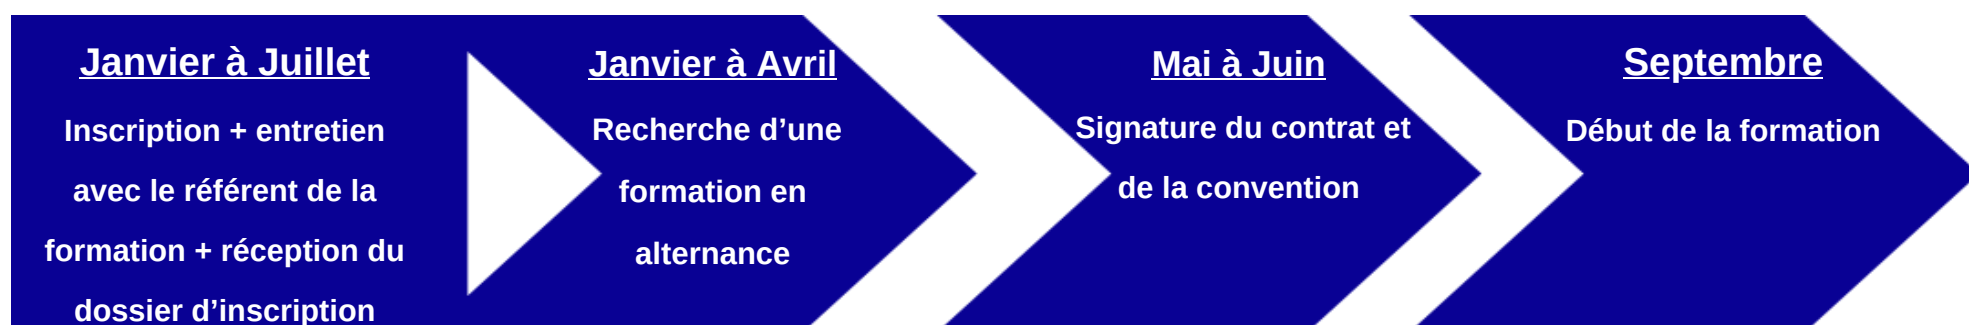 Janvier à Juillet
Inscription + entretien
avec le référent de la
formation + réception du
dossier d’inscription
Janvier à Avril
Recherche d’une
formation en
alternance
Mai à Juin
Signature du contrat et
de la convention
Septembre
Début de la formation